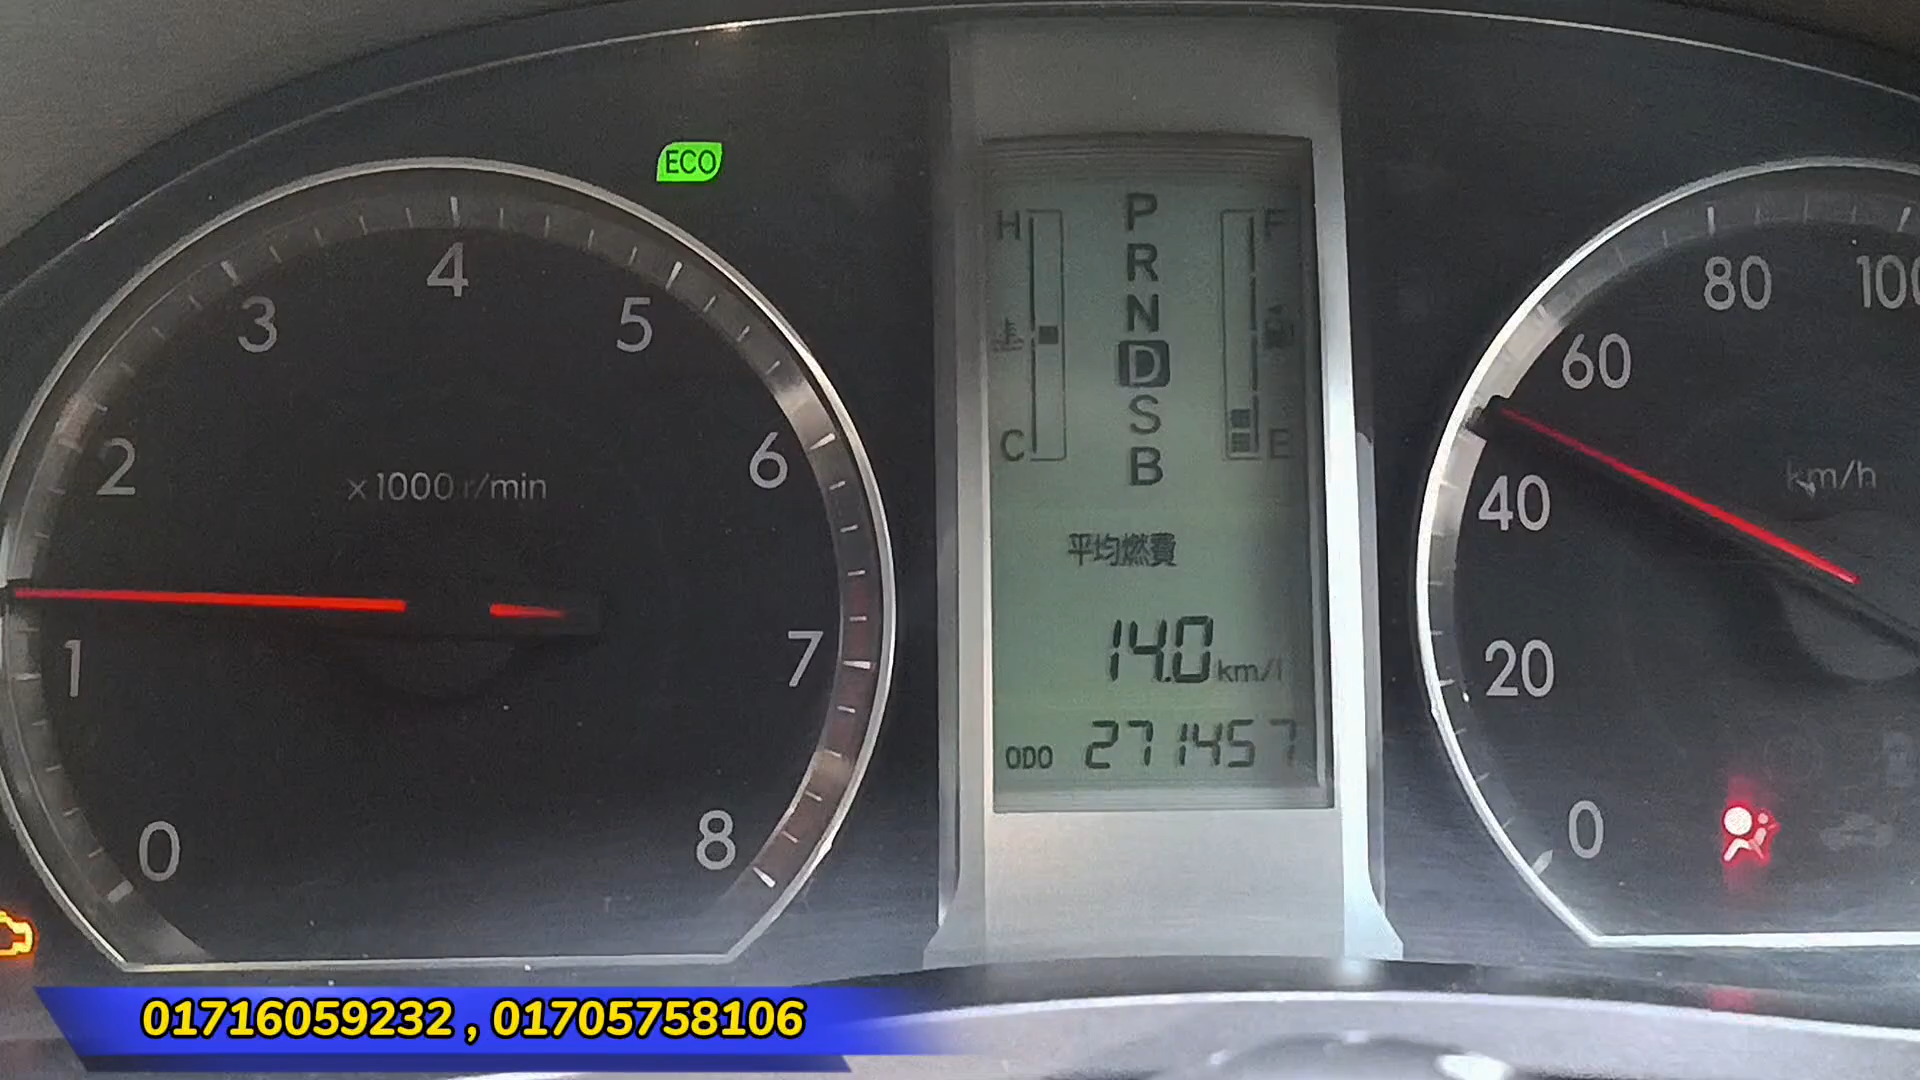 ECO
0 1 2 3 4 5 6 7 8
x 1000 r/min
H C
P
R
N
D
S
B
F E
平均燃費
14.0 km/l
ODO 271457
0 20 40 60 80 100
km/h
01716059232 , 01705758106